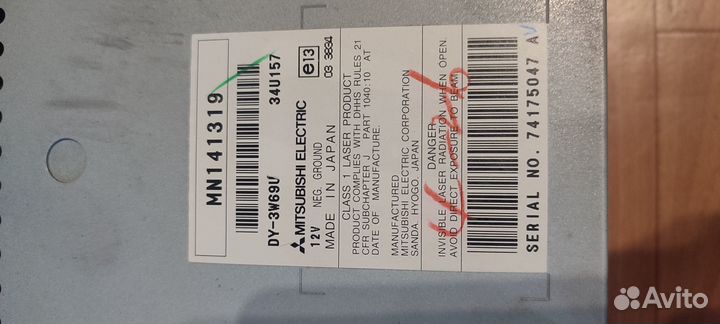 MN141319
DY-3W69U 34U157
MITSUBISHI ELECTRIC
12V NEG. GROUND
MADE IN JAPAN
e13
03 3834
CLASS 1 LASER PRODUCT
PRODUCT COMPLIES WITH DHHS RULES 21
CFR SUBCHAPTER J PART 1040:10 AT
DATE OF MANUFACTURE.
MANUFACTURED
MITSUBISHI ELECTRIC CORPORATION
SANDA, HYOGO, JAPAN
DANGER
INVISIBLE LASER RADIATION WHEN OPEN.
AVOID DIRECT EXPOSURE TO BEAM.
SERIAL NO. 74175047 A
Avito